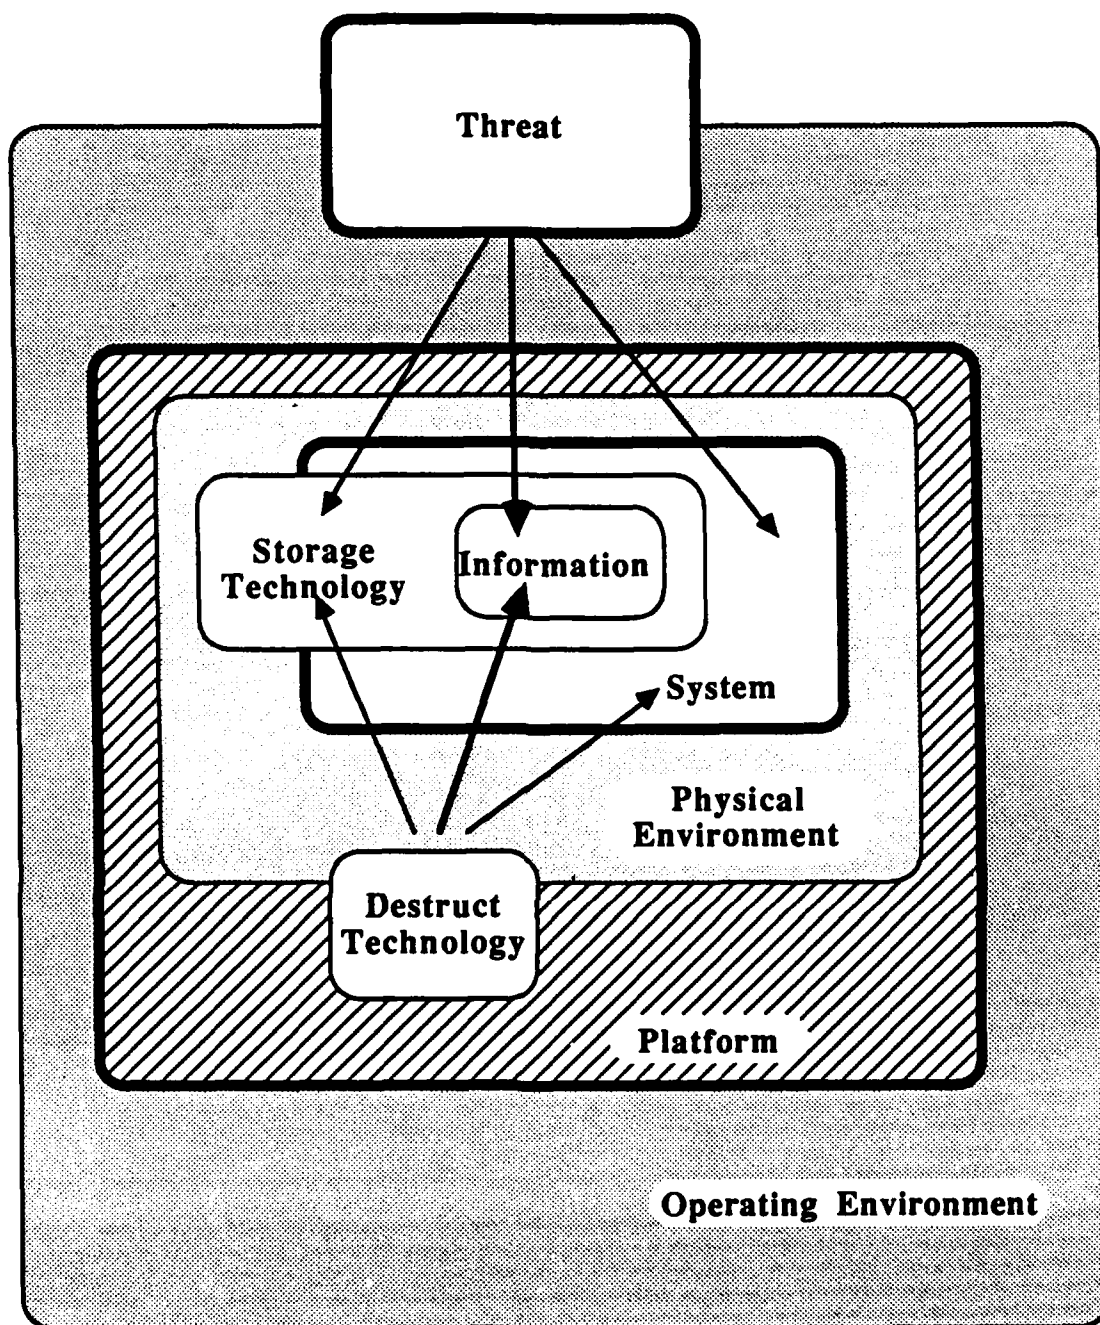 Threat
Storage
Technology
Information
System
Physical
Environment
Destruct
Technology
Platform
Operating Environment